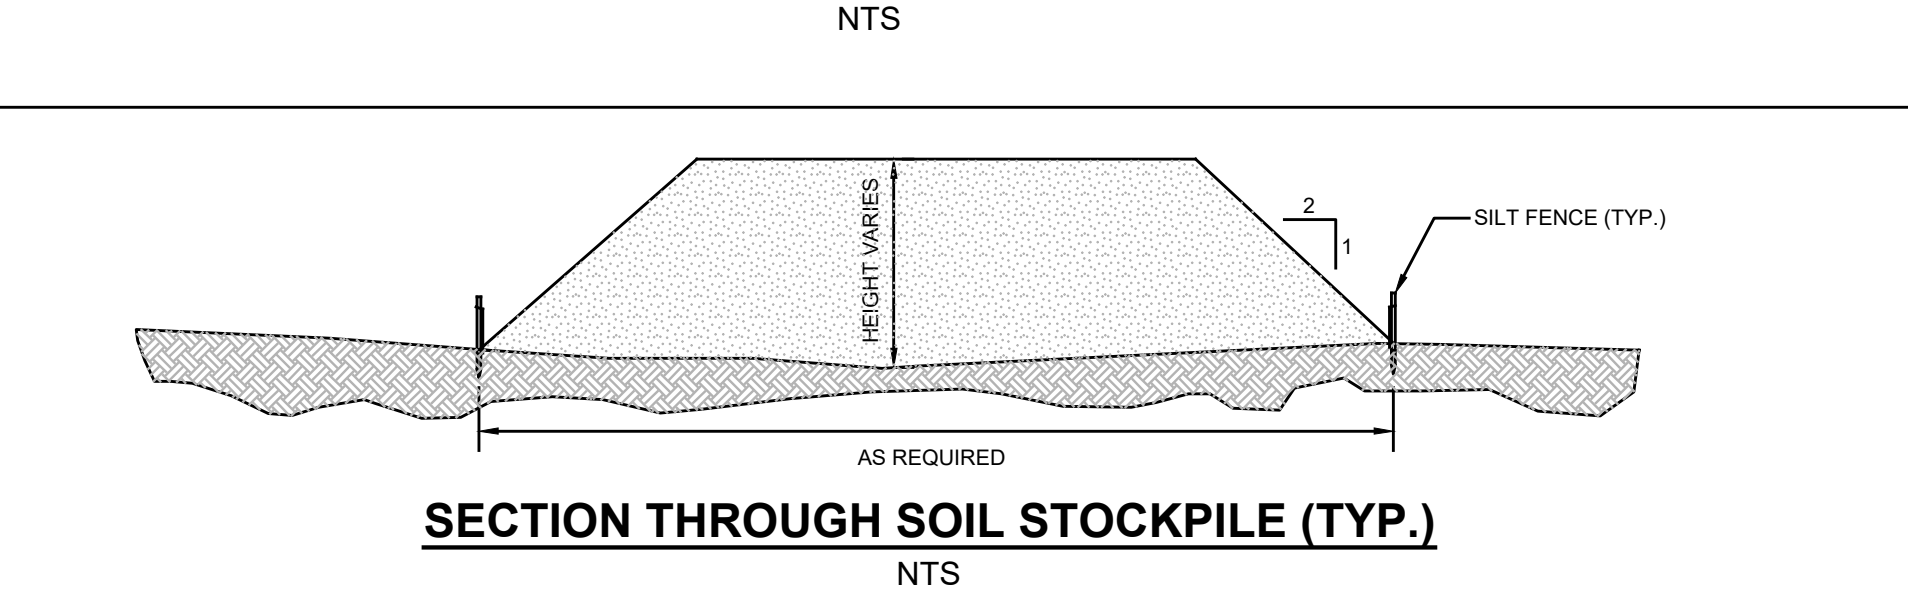 NTS
HEIGHT VARIES
2
1
SILT FENCE (TYP.)
AS REQUIRED
SECTION THROUGH SOIL STOCKPILE (TYP.)
NTS